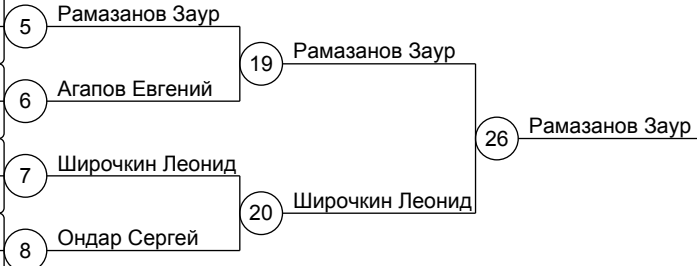 5
Рамазанов Заур
19
Рамазанов Заур
6
Агапов Евгений
26
Рамазанов Заур
7
Широчкин Леонид
20
Широчкин Леонид
8
Ондар Сергей